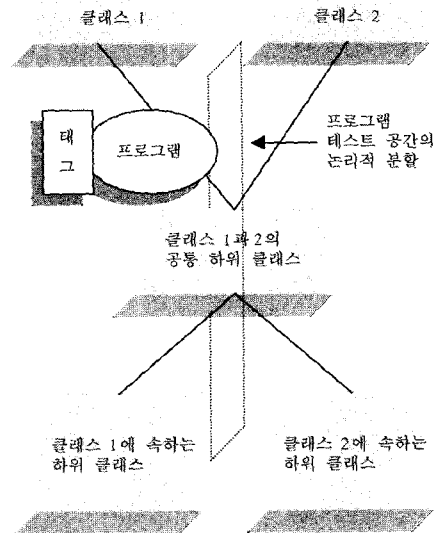 클래스 1
클래스 2
태
그
프로그램
프로그램
테스트 공간의
논리적 분할
클래스 1과 2의
공통 하위 클래스
클래스 1에 속하는
하위 클래스
클래스 2에 속하는
하위 클래스